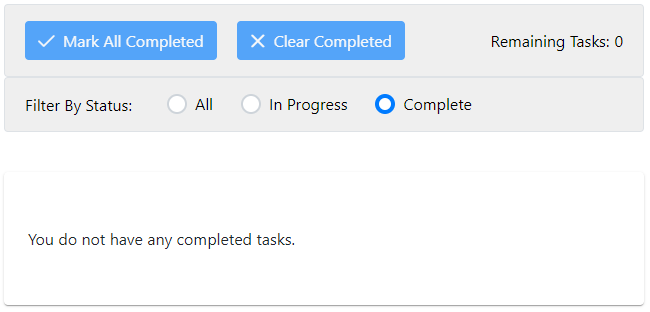 Mark All Completed Clear Completed Remaining Tasks: 0
Filter By Status: All In Progress Complete
You do not have any completed tasks.